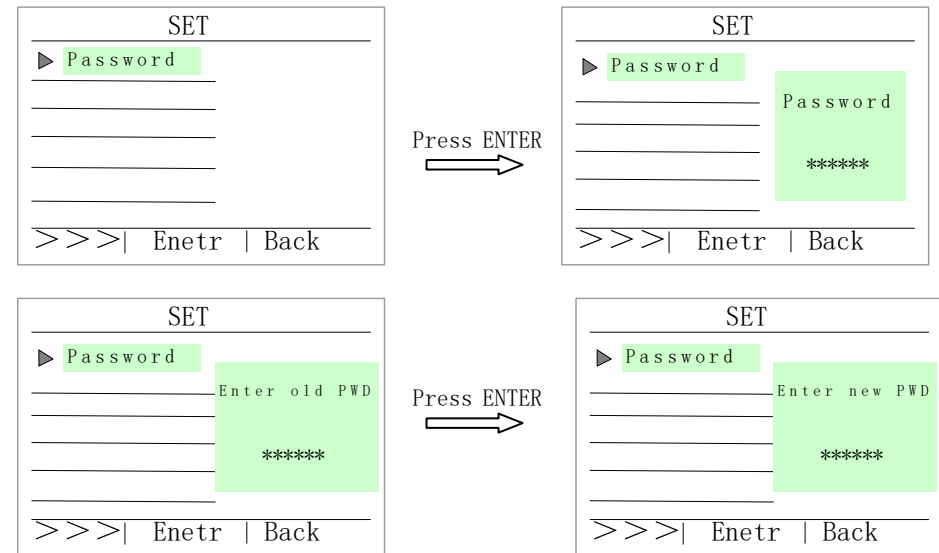 SET
Password
>>>| Enetr | Back
Press ENTER
SET
Password
Password
******
>>>| Enetr | Back
SET
Password
Enter old PWD
******
>>>| Enetr | Back
Press ENTER
SET
Password
Enter new PWD
******
>>>| Enetr | Back